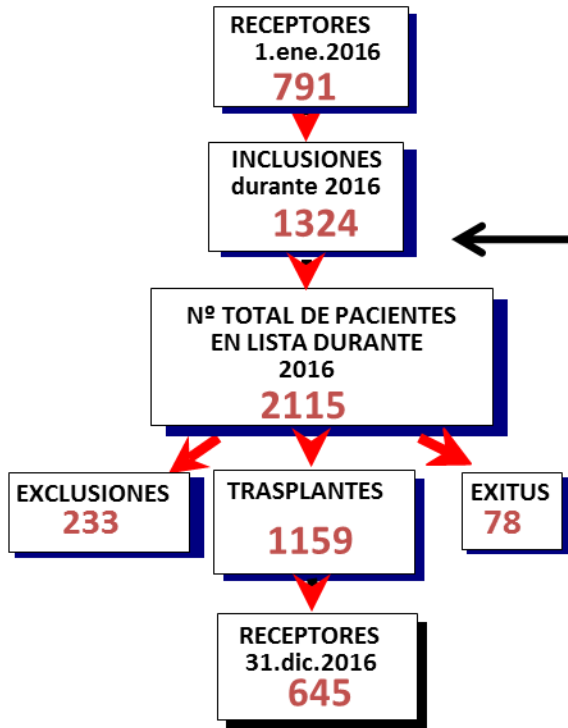 RECEPTORES
1.ene.2016
791
INCLUSIONES
durante 2016
1324
Nº TOTAL DE PACIENTES
EN LISTA DURANTE
2016
2115
EXCLUSIONES
233
TRASPLANTES
1159
EXITUS
78
RECEPTORES
31.dic.2016
645